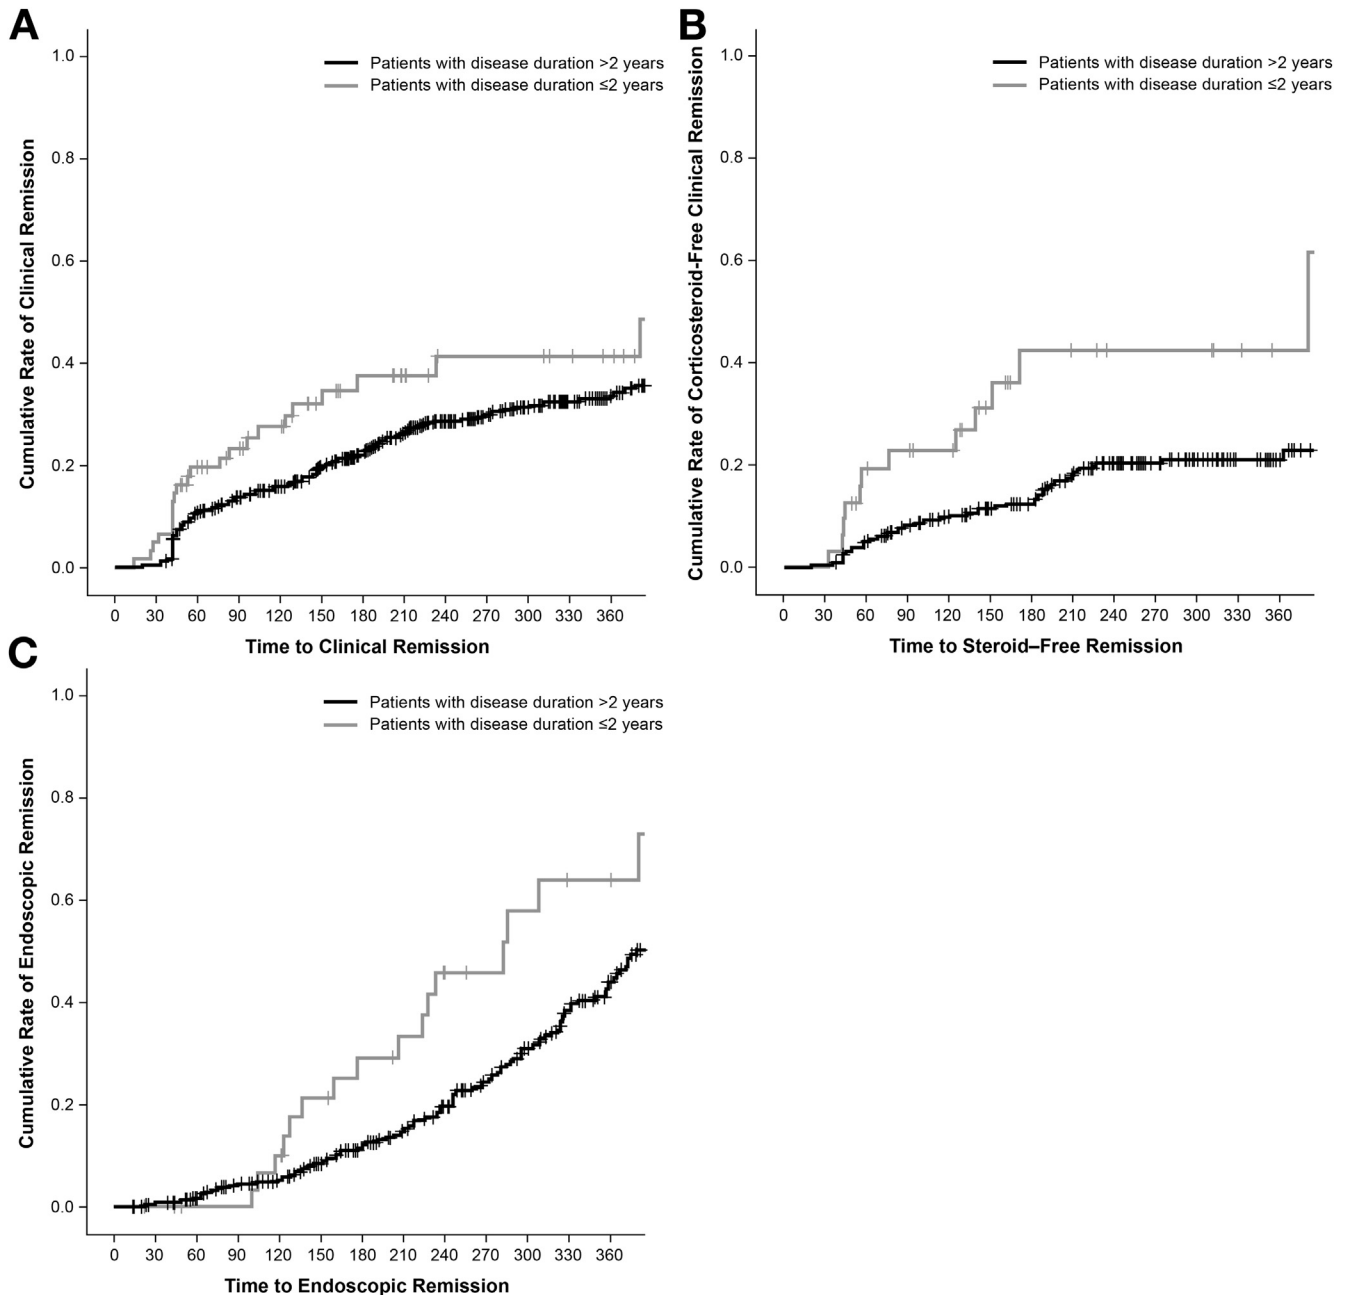 A
Cumulative Rate of Clinical Remission
1.0
0.8
0.6
0.4
0.2
0.0
Patients with disease duration >2 years
Patients with disease duration ≤2 years
0 30 60 90 120 150 180 210 240 270 300 330 360
Time to Clinical Remission
B
Cumulative Rate of Corticosteroid-Free Clinical Remission
1.0
0.8
0.6
0.4
0.2
0.0
Patients with disease duration >2 years
Patients with disease duration ≤2 years
0 30 60 90 120 150 180 210 240 270 300 330 360
Time to Steroid–Free Remission
C
Cumulative Rate of Endoscopic Remission
1.0
0.8
0.6
0.4
0.2
0.0
Patients with disease duration >2 years
Patients with disease duration ≤2 years
0 30 60 90 120 150 180 210 240 270 300 330 360
Time to Endoscopic Remission